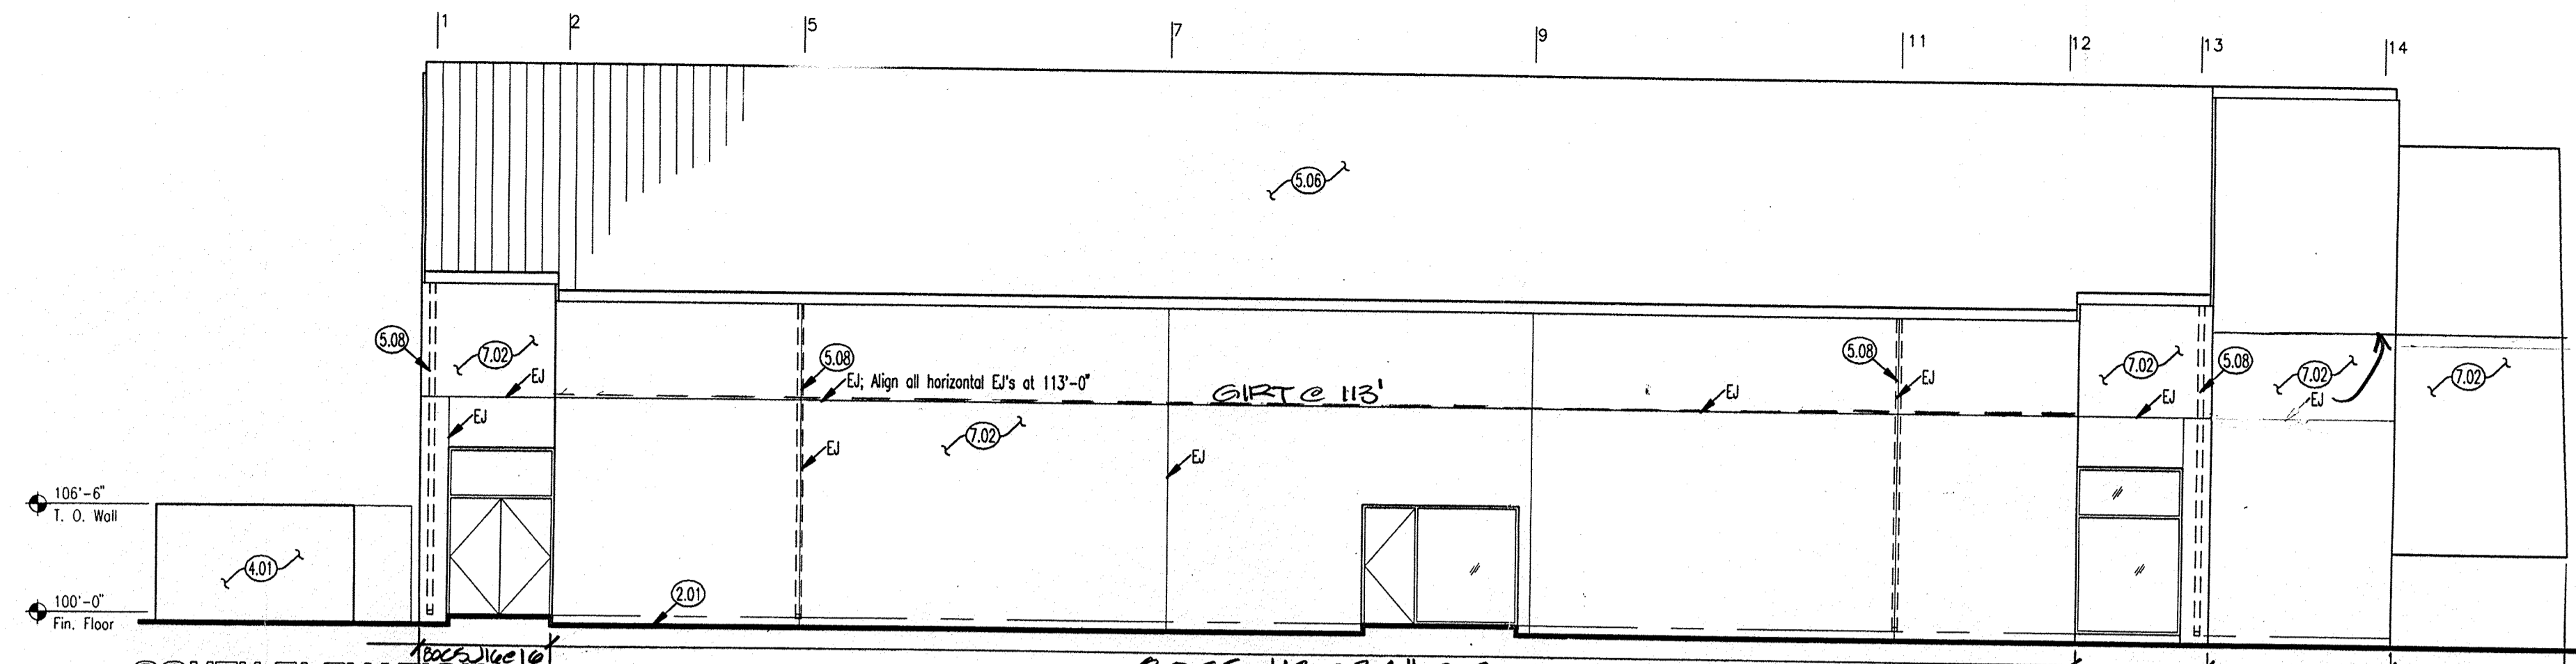 1
2
5
7
9
11
12
13
14
5.06
5.08
7.02
EJ
5.08
EJ; Align all horizontal EJ's at 113'-0"
GIRT @ 113'
EJ
5.08
EJ
7.02
EJ
5.08
7.02
EJ
7.02
EJ
7.02
EJ
EJ
106'-6"
T. O. Wall
4.01
100'-0"
Fin. Floor
2.01